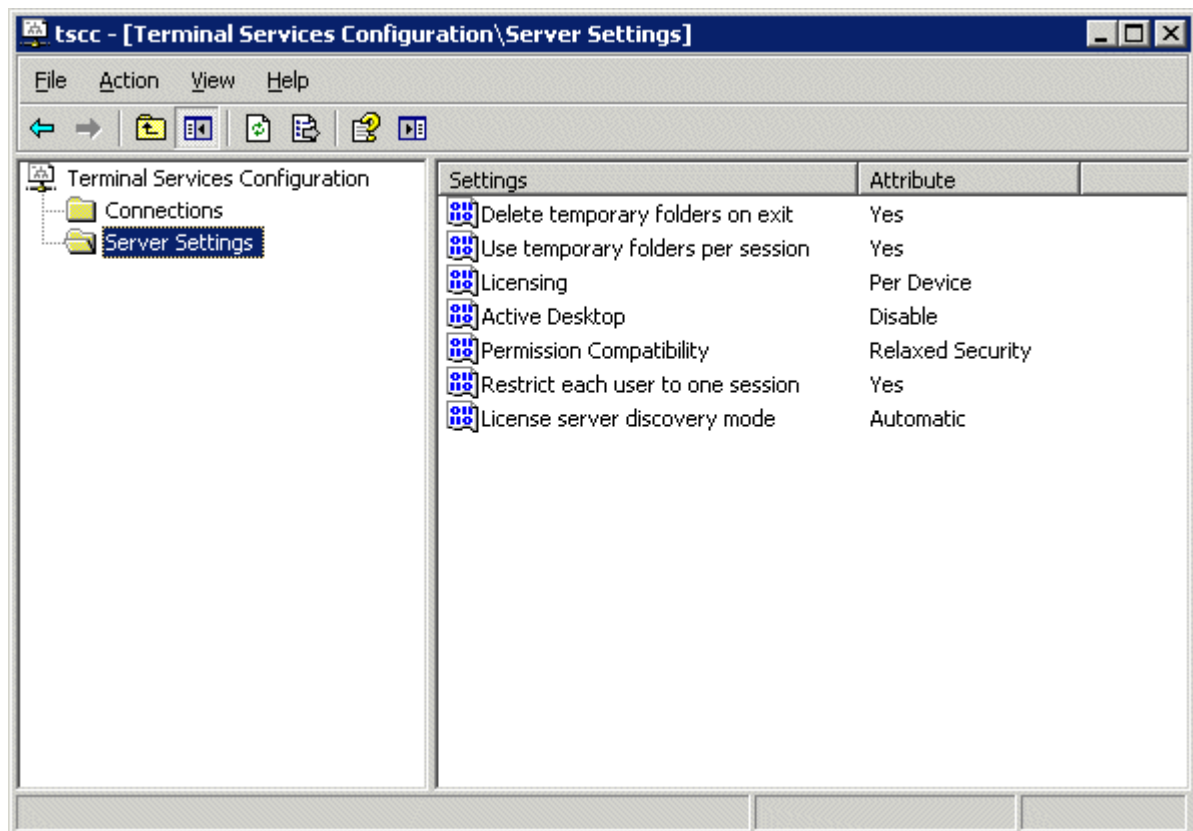 tscc - [Terminal Services Configuration\Server Settings]
File Action View Help
Terminal Services Configuration
Connections
Server Settings
Settings Attribute
Delete temporary folders on exit Yes
Use temporary folders per session Yes
Licensing Per Device
Active Desktop Disable
Permission Compatibility Relaxed Security
Restrict each user to one session Yes
License server discovery mode Automatic